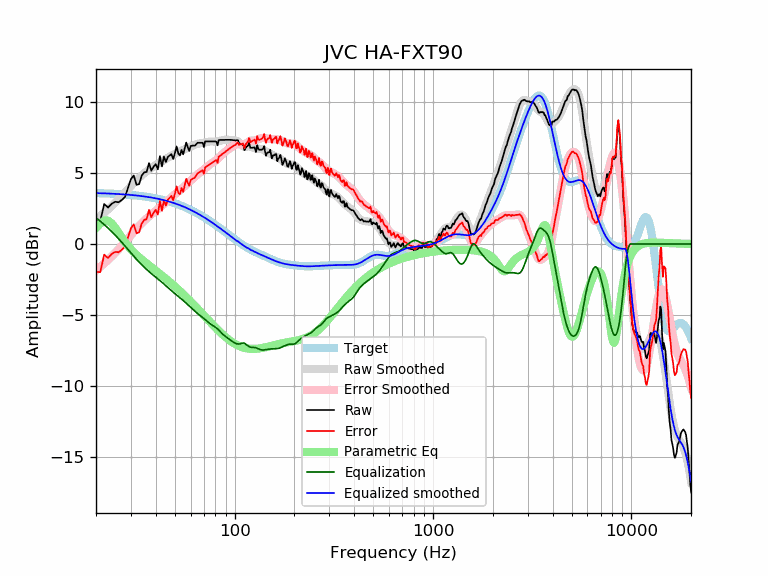 JVC HA-FXT90
10
5
0
−5
−10
−15
Amplitude (dBr)
Target
Raw Smoothed
Error Smoothed
Raw
Error
Parametric Eq
Equalization
Equalized smoothed
100
1000
10000
Frequency (Hz)